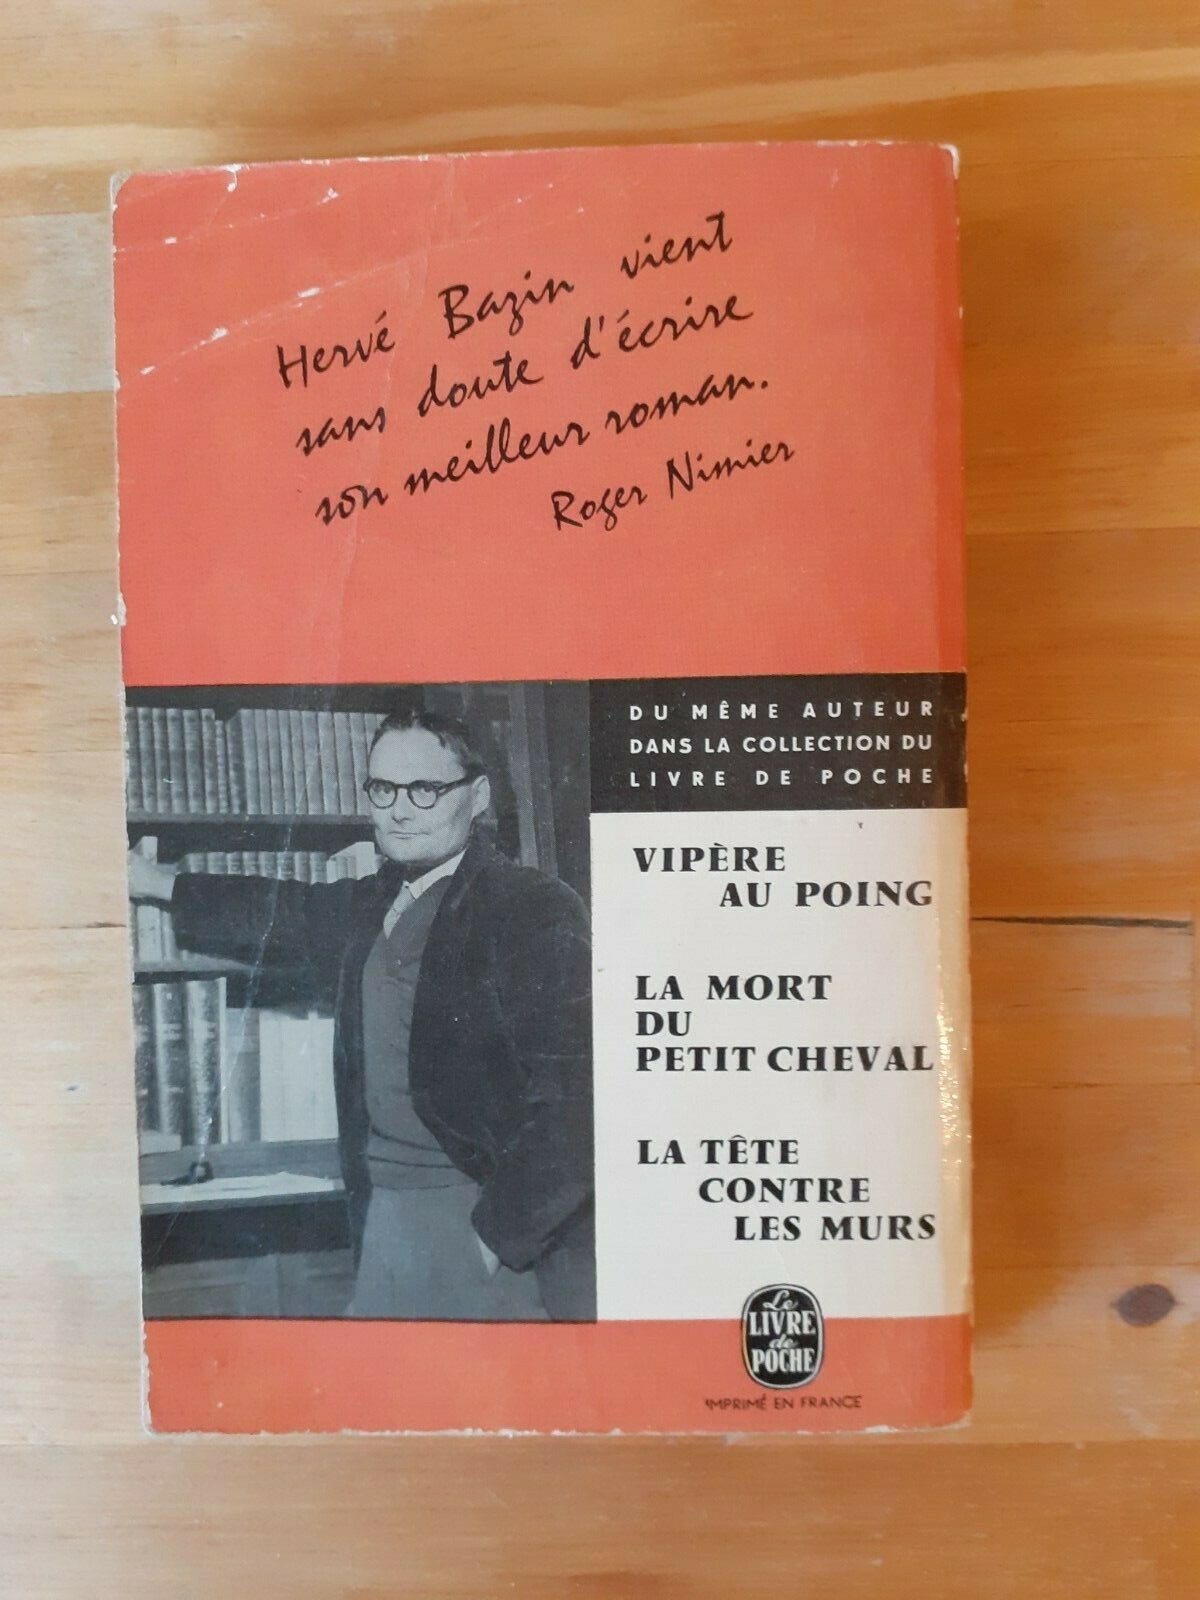 Hervé Bazin vient
sans doute d'écrire
son meilleur roman.
Roger Nimier
DU MÊME AUTEUR
DANS LA COLLECTION DU
LIVRE DE POCHE
VIPÈRE
AU POING
LA MORT
DU
PETIT CHEVAL
LA TÊTE
CONTRE
LES MURS
Le
LIVRE
de
POCHE
IMPRIMÉ EN FRANCE